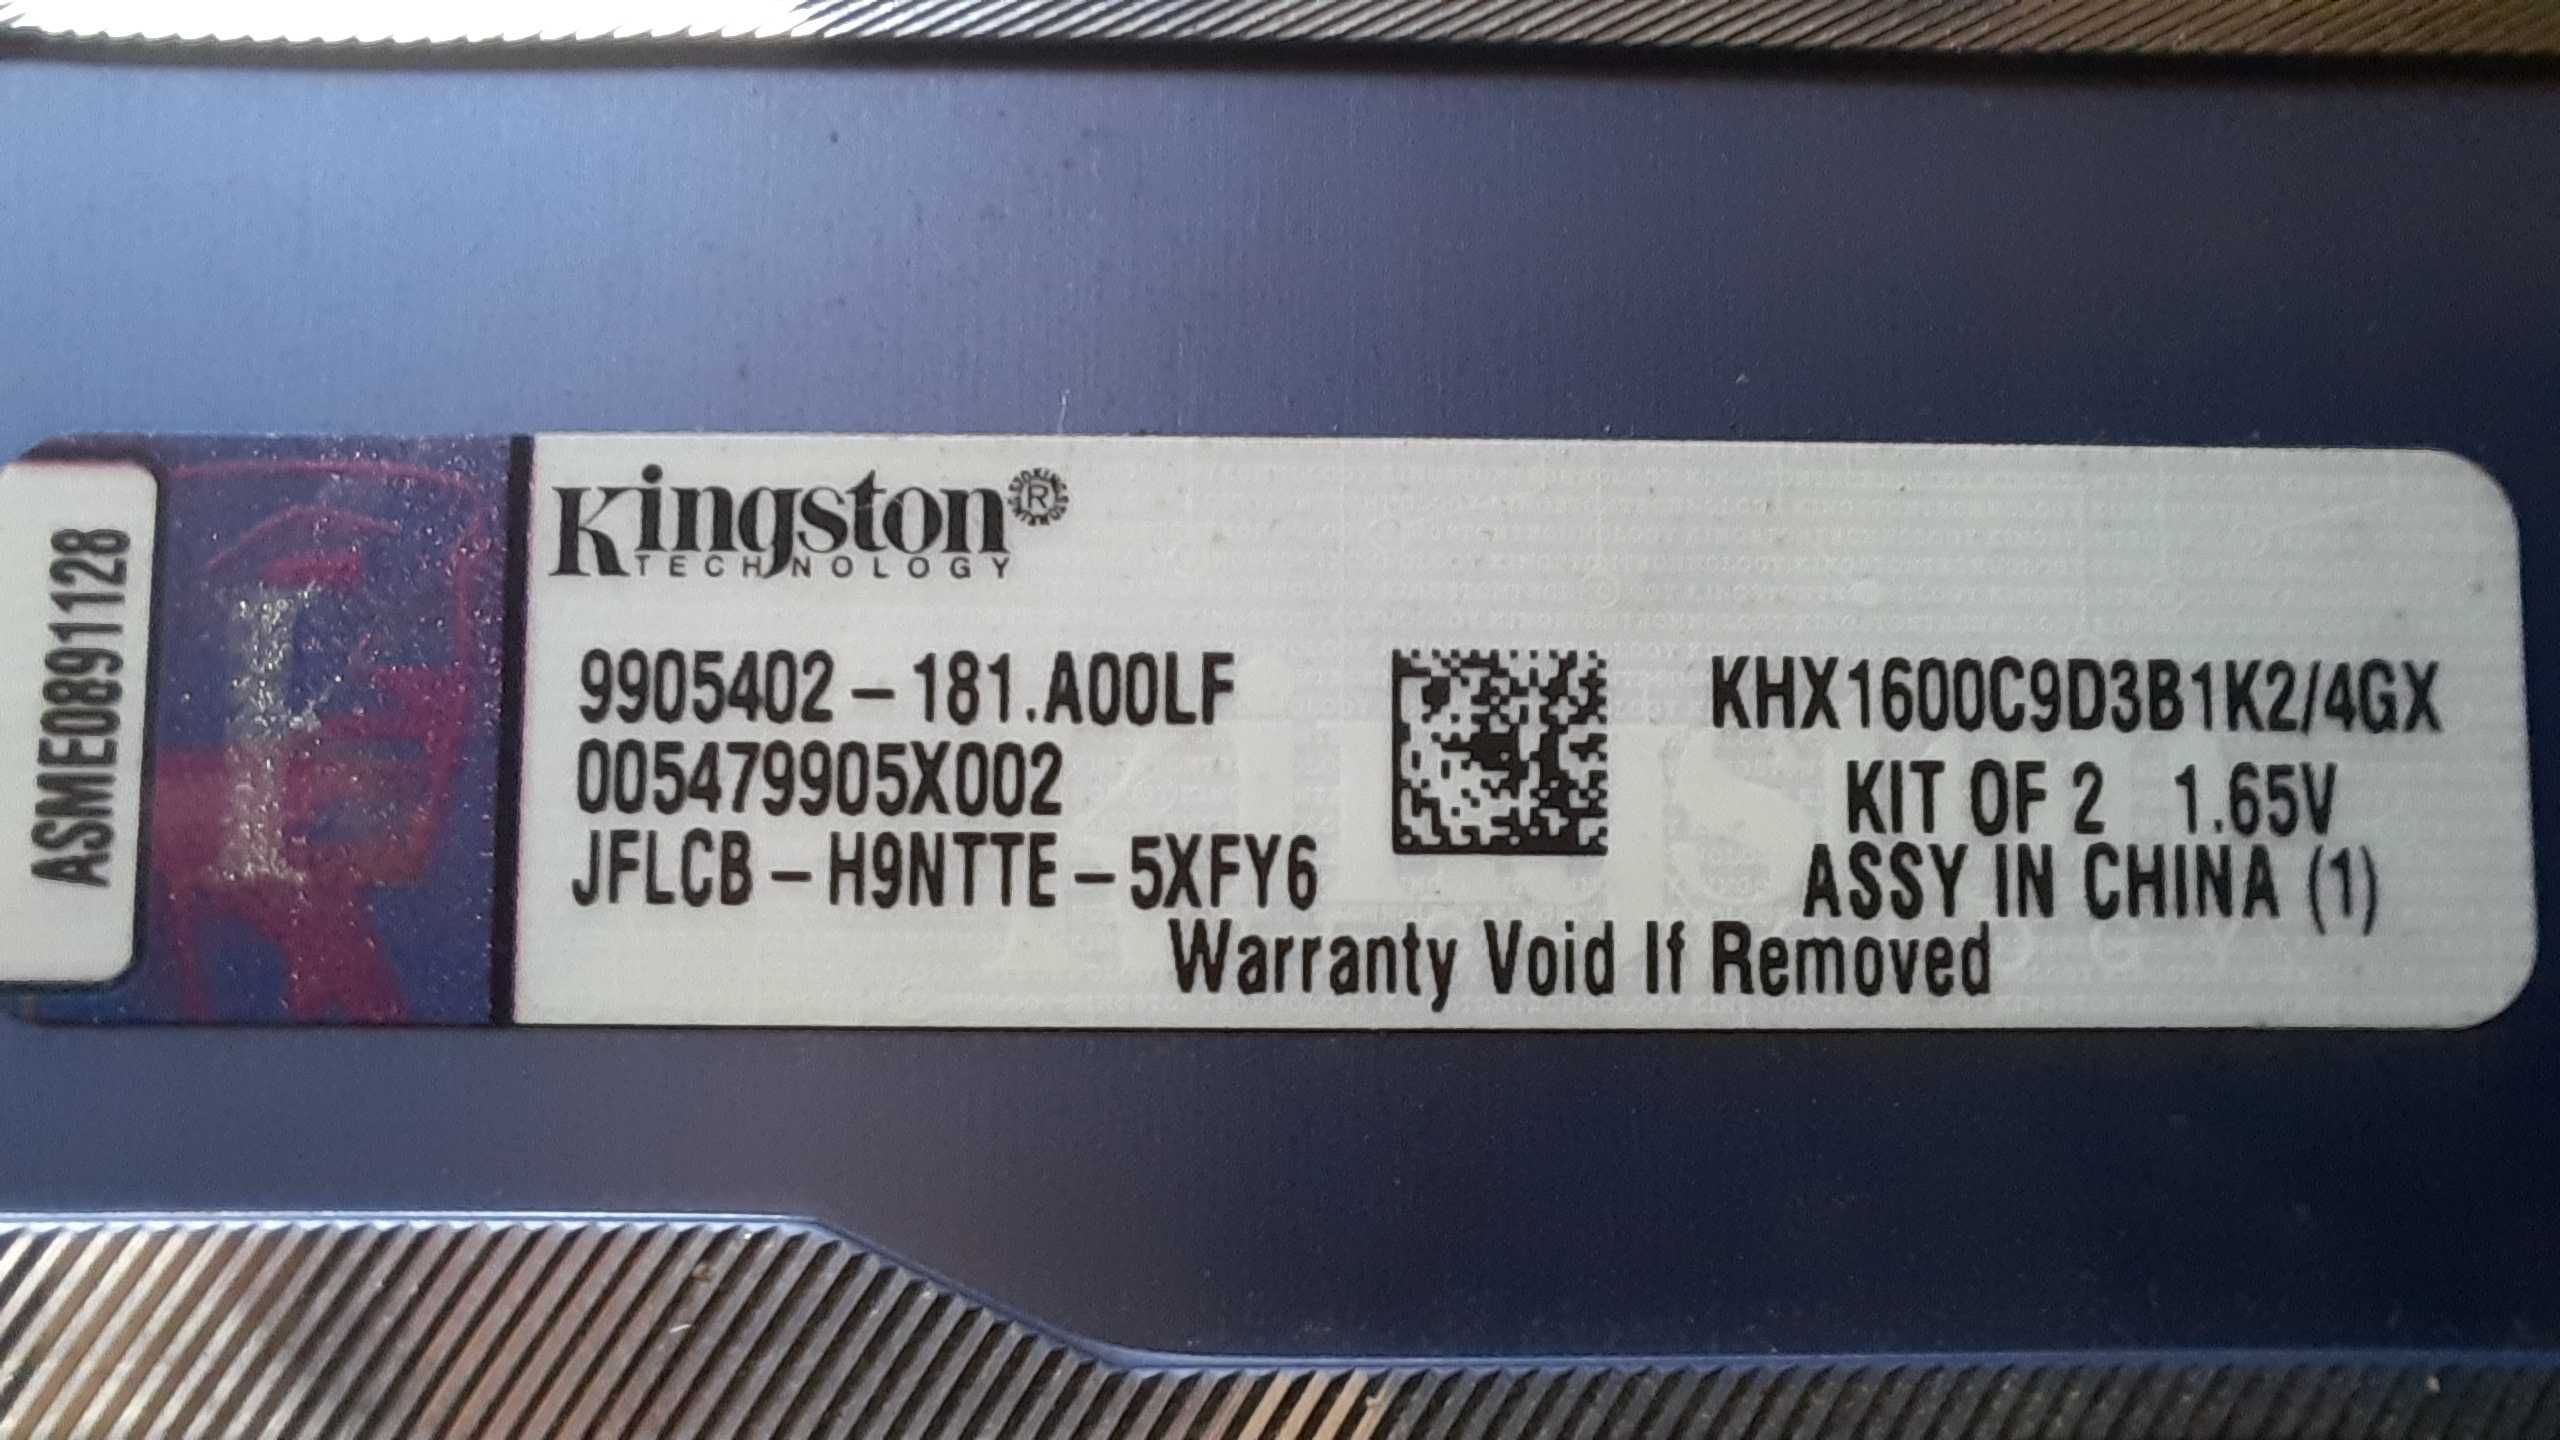 ASME0891128
Kingston®
TECHNOLOGY
9905402-181.A00LF
005479905X002
JFLCB-H9NTTE-5XFY6
KHX1600C9D3B1K2/4GX
KIT OF 2 1.65V
ASSY IN CHINA (1)
Warranty Void If Removed